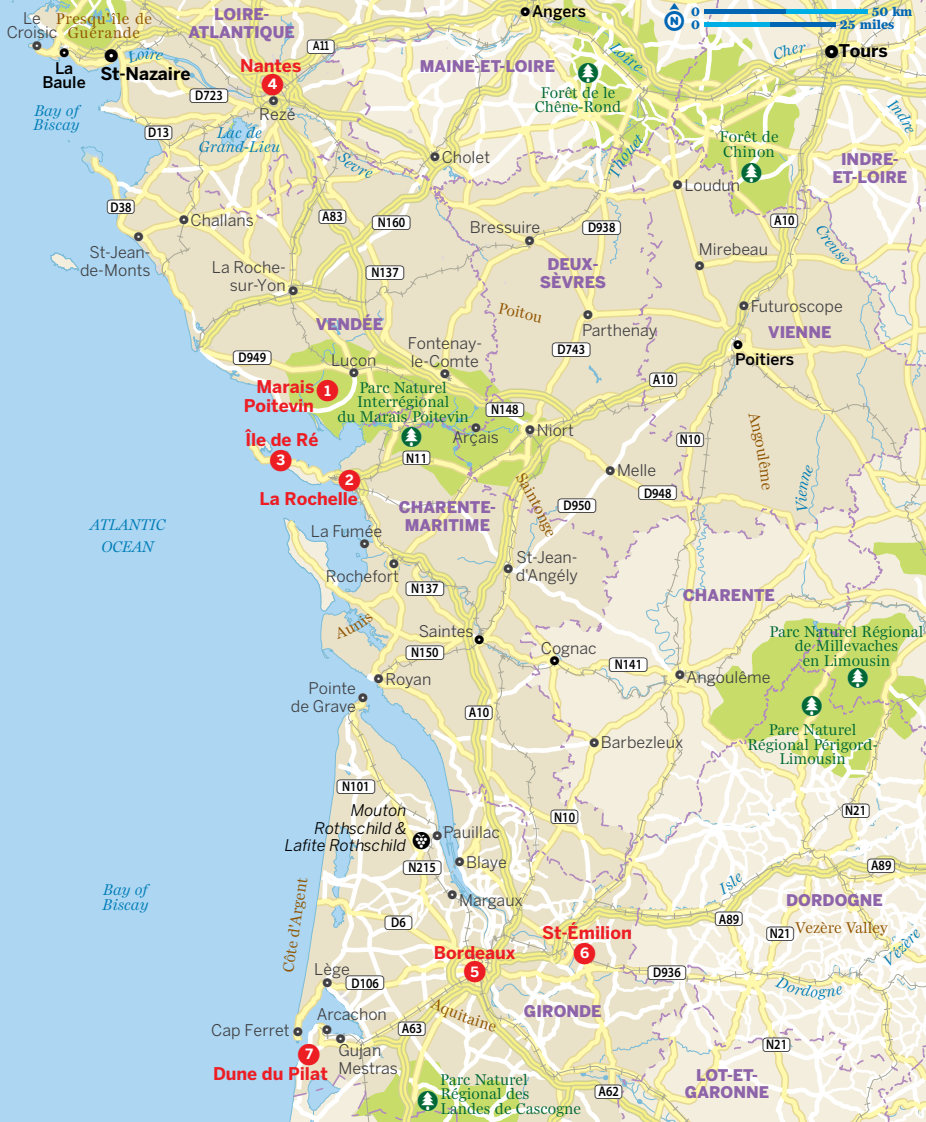 Le
Croisic
Presqu'île de
Guérande
LOIRE-
ATLANTIQUE
Angers
N
0
50 km
0
25 miles
La
Baule
St-Nazaire
Loire
A11
Nantes
4
Rezé
MAINE-ET-LOIRE
Loire
Forêt de le
Chêne-Rond
Cher
Tours
Indre
D723
Bay of
Biscay
D13
Lac de
Grand-Lieu
Sevre
Cholet
Thouet
Forêt de
Chinon
INDRE-
ET-LOIRE
Loudun
D38
Challans
A83
N160
Bressuire
D938
A10
Creuse
St-Jean-
de-Monts
La Roche-
sur-Yon
N137
DEUX-
SÈVRES
Mirebeau
Poitou
Futuroscope
VENDÉE
Parthenay
VIENNE
D949
Luçon
Fontenay-
le-Comte
D743
Poitiers
Marais
Poitevin
1
Parc Naturel
Interrégional
du Marais Poitevin
A10
N148
Île de Ré
3
Arçais
Niort
N10
Angoulême
N11
2
La Rochelle
Melle
D948
Vienne
CHARENTE-
MARITIME
Saintonge
D950
ATLANTIC
OCEAN
La Fumée
Rochefort
St-Jean-
d'Angély
N137
CHARENTE
Aunis
Saintes
N150
Cognac
N141
Parc Naturel Régional
de Millevaches
en Limousin
Royan
Angoulême
Pointe
de Grave
A10
Barbezieux
Parc Naturel
Régional Périgord-
Limousin
N101
Mouton
Rothschild &
Lafite Rothschild
Pauillac
N10
N21
N215
Blaye
A89
Bay of
Biscay
Margaux
Isle
DORDOGNE
Côte d'Argent
D6
A89
N21
Vezère Valley
Vézère
Bordeaux
5
St-Émilion
6
D936
Lège
D106
Dordogne
Arcachon
Aquitaine
GIRONDE
Cap Ferret
A63
7
Gujan
Mestras
N21
Dune du Pilat
LOT-ET-
GARONNE
Parc Naturel
Régional des
Landes de Cascogne
A62